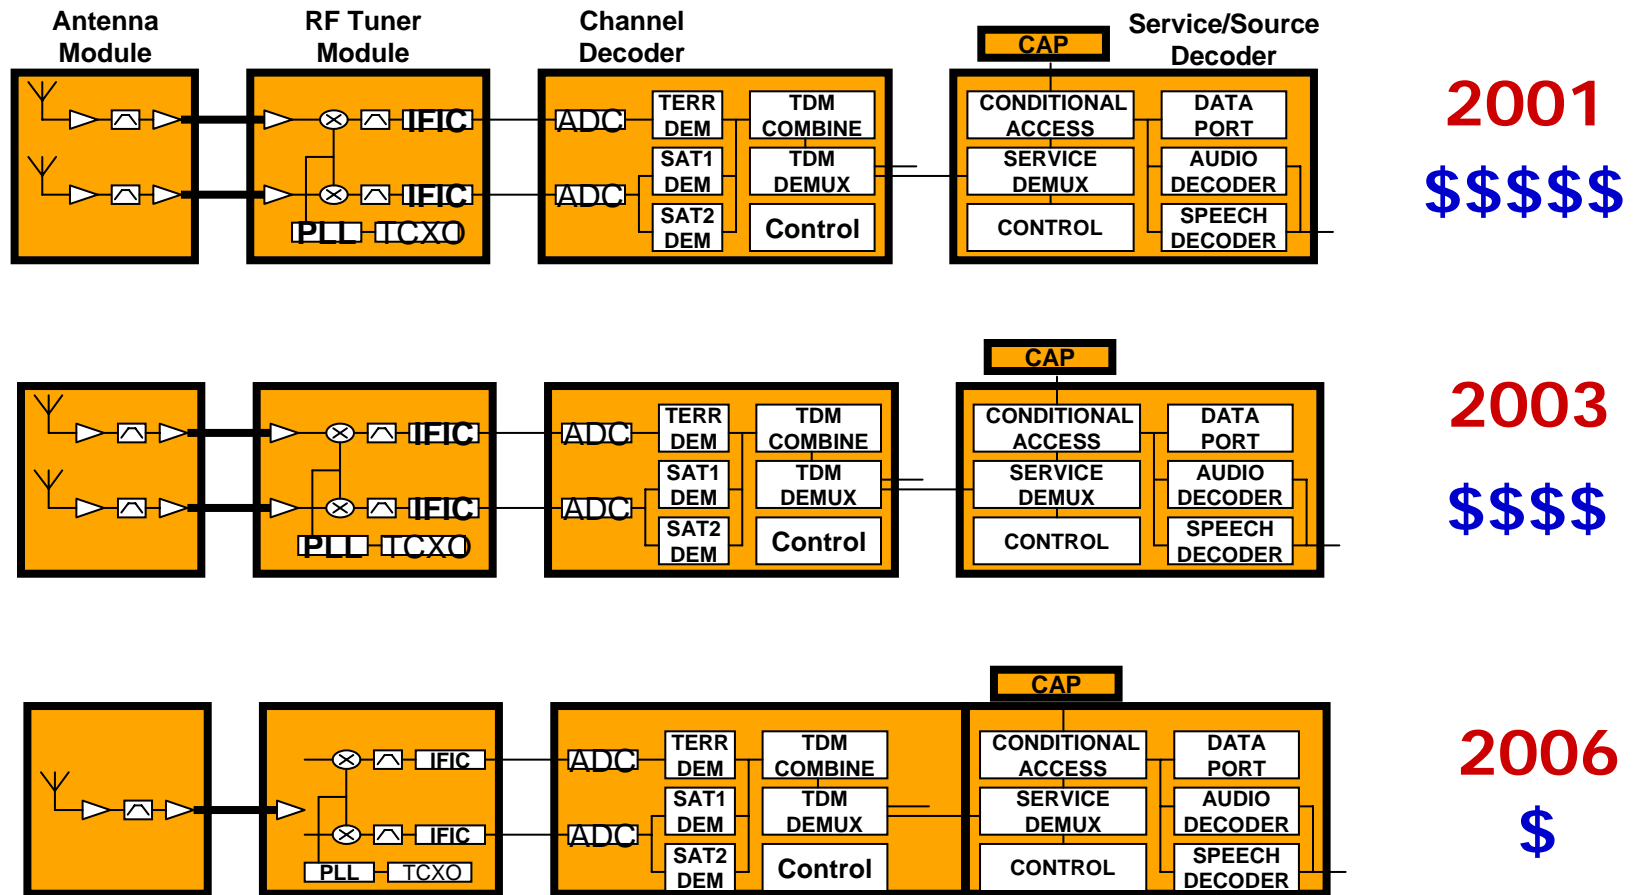 Antenna
Module
RF Tuner
Module
Channel
Decoder
Service/Source
Decoder
CAP
IFIC
IFIC
PLL
TCXO
ADC
ADC
TERR
DEM
SAT1
DEM
SAT2
DEM
TDM
COMBINE
TDM
DEMUX
Control
CONDITIONAL
ACCESS
SERVICE
DEMUX
CONTROL
DATA
PORT
AUDIO
DECODER
SPEECH
DECODER
2001
$$$$$
CAP
IFIC
IFIC
PLL
TCXO
ADC
ADC
TERR
DEM
SAT1
DEM
SAT2
DEM
TDM
COMBINE
TDM
DEMUX
Control
CONDITIONAL
ACCESS
SERVICE
DEMUX
CONTROL
DATA
PORT
AUDIO
DECODER
SPEECH
DECODER
2003
$$$$
CAP
IFIC
IFIC
PLL
TCXO
ADC
ADC
TERR
DEM
SAT1
DEM
SAT2
DEM
TDM
COMBINE
TDM
DEMUX
Control
CONDITIONAL
ACCESS
SERVICE
DEMUX
CONTROL
DATA
PORT
AUDIO
DECODER
SPEECH
DECODER
2006
$